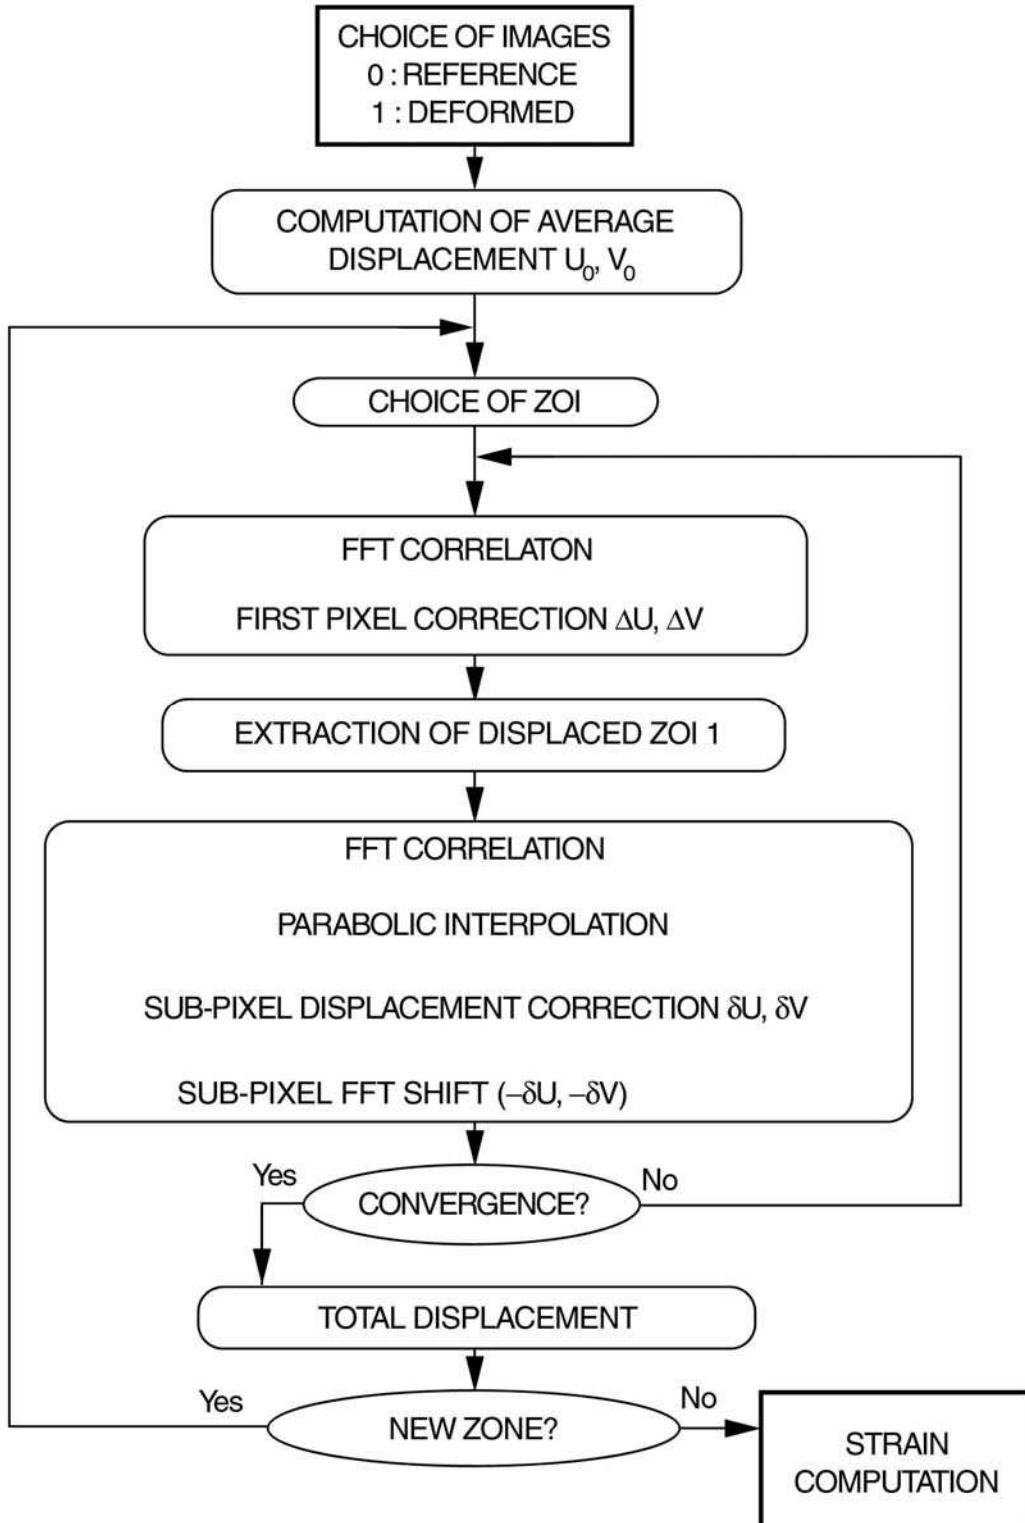 CHOICE OF IMAGES
0 : REFERENCE
1 : DEFORMED
COMPUTATION OF AVERAGE
DISPLACEMENT U₀, V₀
CHOICE OF ZOI
FFT CORRELATON
FIRST PIXEL CORRECTION ΔU, ΔV
EXTRACTION OF DISPLACED ZOI 1
FFT CORRELATION
PARABOLIC INTERPOLATION
SUB-PIXEL DISPLACEMENT CORRECTION δU, δV
SUB-PIXEL FFT SHIFT (–δU, –δV)
Yes
No
CONVERGENCE?
TOTAL DISPLACEMENT
Yes
No
NEW ZONE?
STRAIN
COMPUTATION